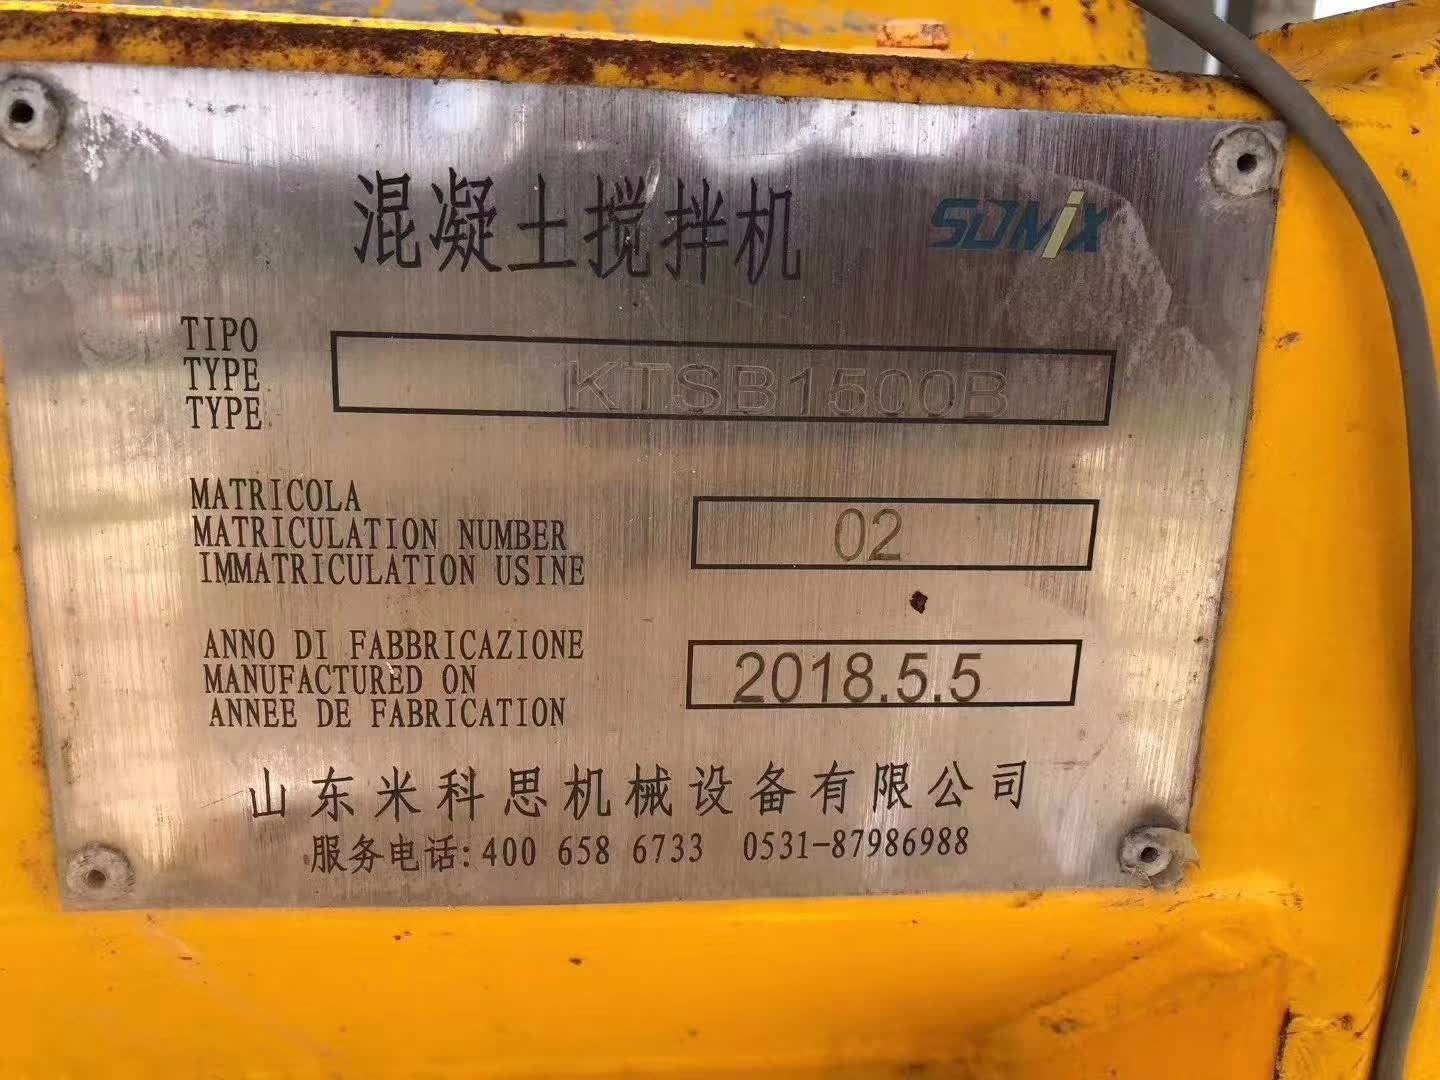 混凝土搅拌机
SDMiX
TIPO
TYPE
TYPE
KTSB1500B
MATRICOLA
MATRICULATION NUMBER
IMMATRICULATION USINE
02
ANNO DI FABBRICAZIONE
MANUFACTURED ON
ANNEE DE FABRICATION
2018.5.5
山东米科思机械设备有限公司
服务电话:400 658 6733 0531-87986988